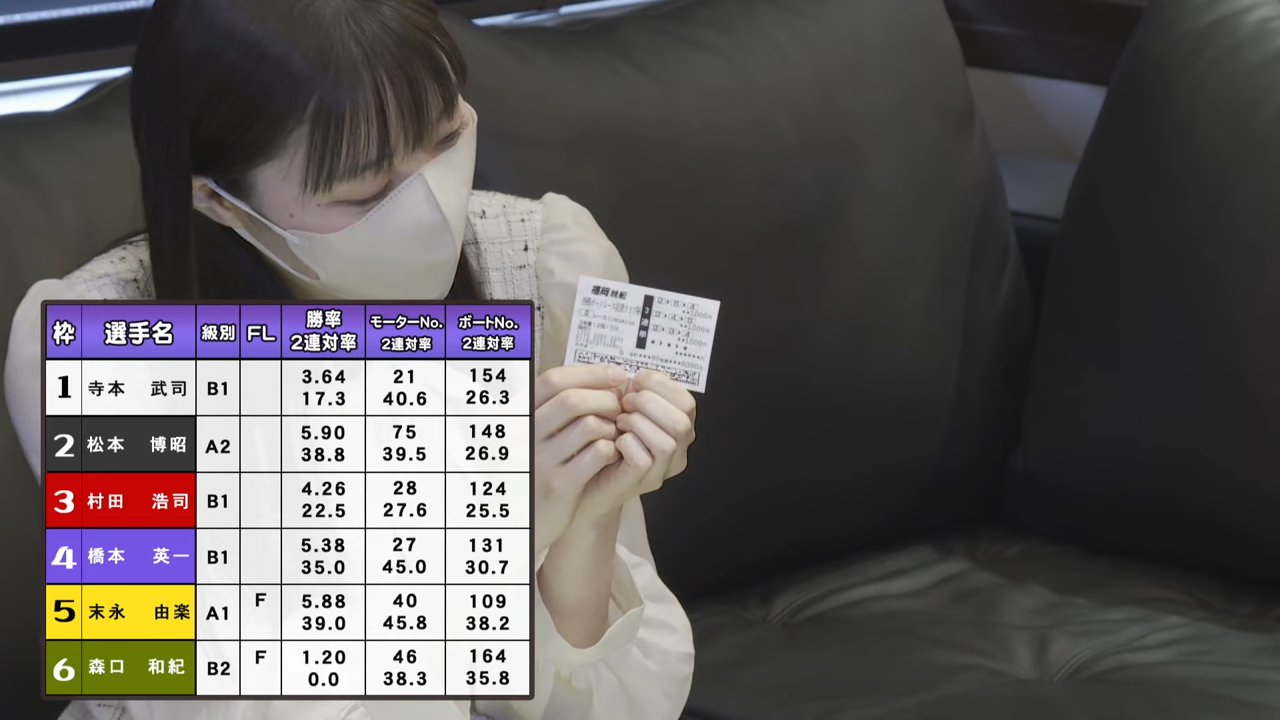 枠 選手名 級別 FL 勝率 2連対率 モーターNo. 2連対率 ボートNo. 2連対率
1 寺本 武司 B1 3.64 17.3 21 40.6 154 26.3
2 松本 博昭 A2 5.90 38.8 75 39.5 148 26.9
3 村田 浩司 B1 4.26 22.5 28 27.6 124 25.5
4 橋本 英一 B1 5.38 35.0 27 45.0 131 30.7
5 末永 由楽 A1 F 5.88 39.0 40 45.8 109 38.2
6 森口 和紀 B2 F 1.20 0.0 46 38.3 164 35.8
福岡競艇
3連単